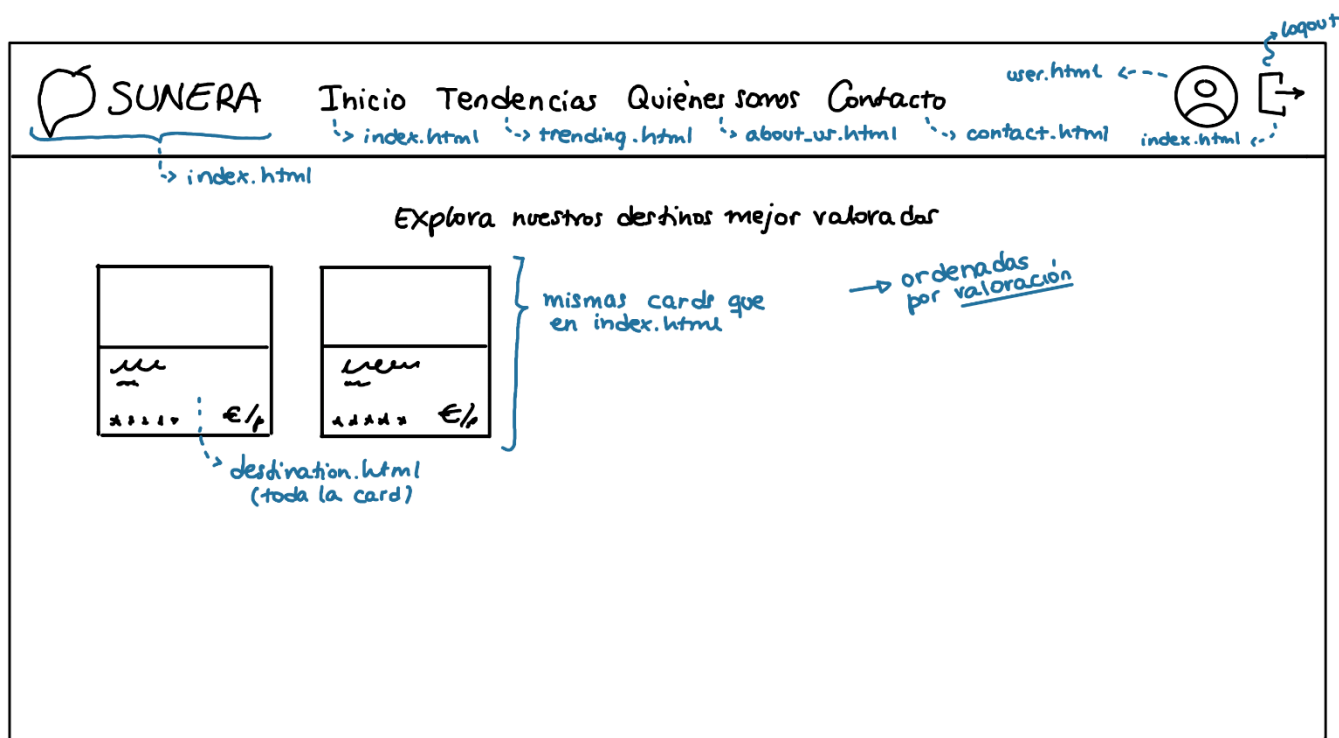 logout
SUNERA Inicio Tendencias Quiénes somos Contacto
user.html
index.html trending.html about_us.html contact.html index.html
index.html
Explora nuestros destinos mejor valorados
mismas cards que
en index.html
ordenadas
por valoración
€/p €/p
destination.html
(toda la card)